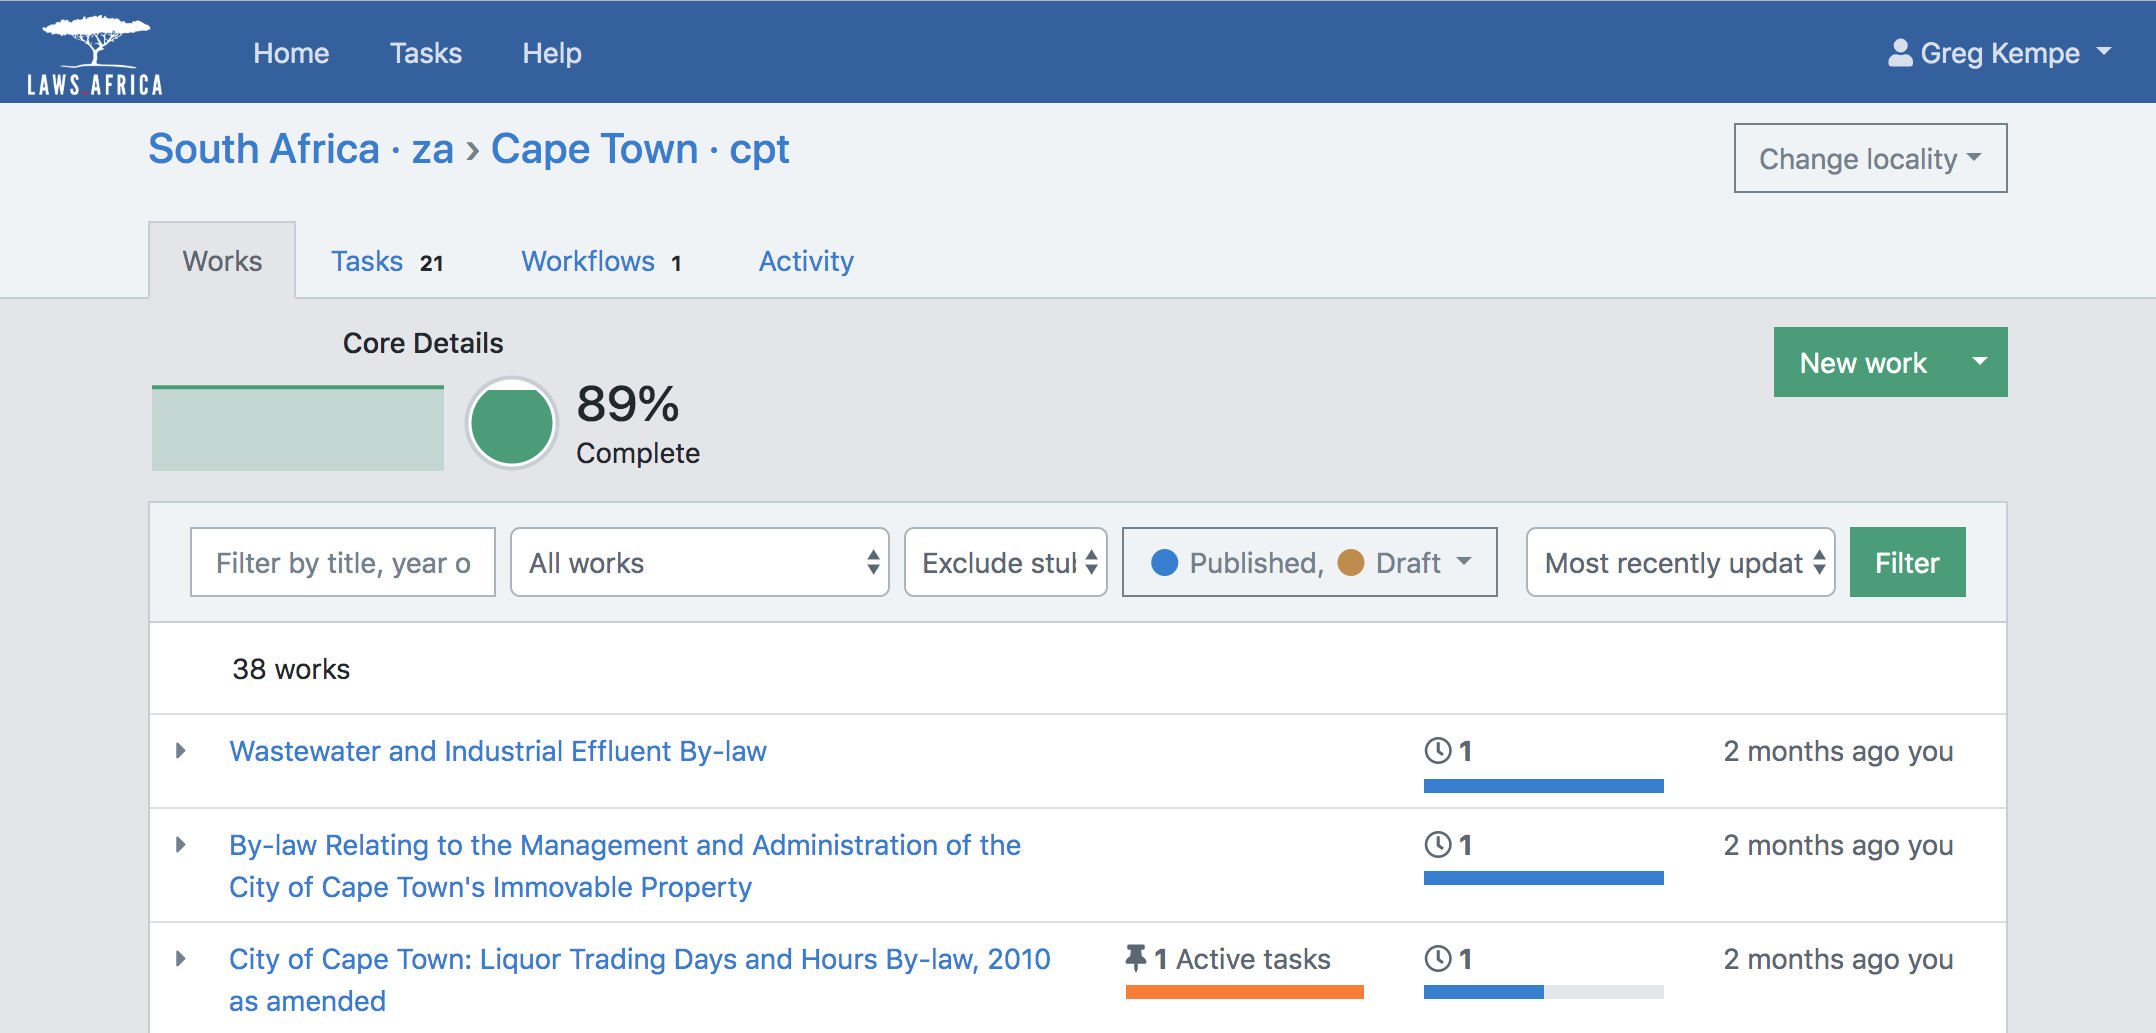 LAWS.AFRICA
Home Tasks Help Greg Kempe
South Africa · za › Cape Town · cpt
Change locality
Works Tasks 21 Workflows 1 Activity
Core Details
New work
89%
Complete
Filter by title, year o All works Exclude stul Published, Draft Most recently updat Filter
38 works
Wastewater and Industrial Effluent By-law 1 2 months ago you
By-law Relating to the Management and Administration of the 1 2 months ago you
City of Cape Town's Immovable Property
City of Cape Town: Liquor Trading Days and Hours By-law, 2010 1 Active tasks 1 2 months ago you
as amended